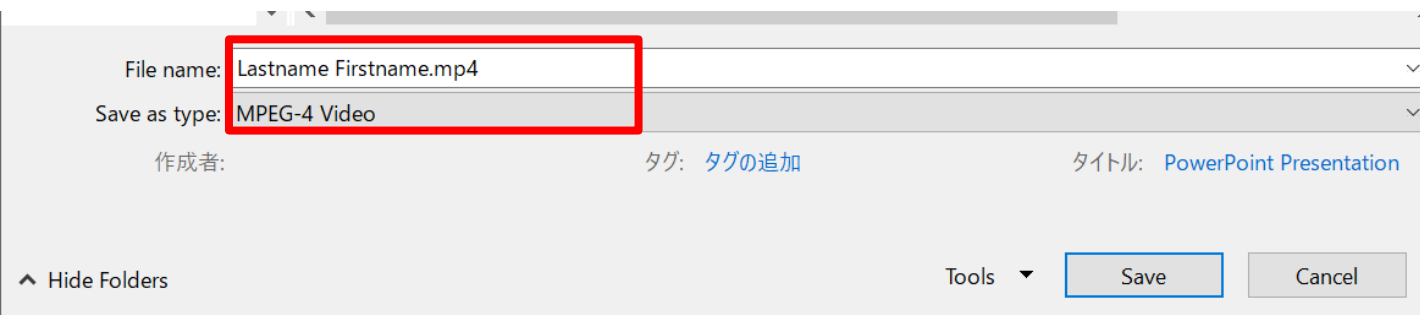 File name: Lastname Firstname.mp4
Save as type: MPEG-4 Video
作成者: タグ: タグの追加 タイトル: PowerPoint Presentation
Hide Folders Tools Save Cancel